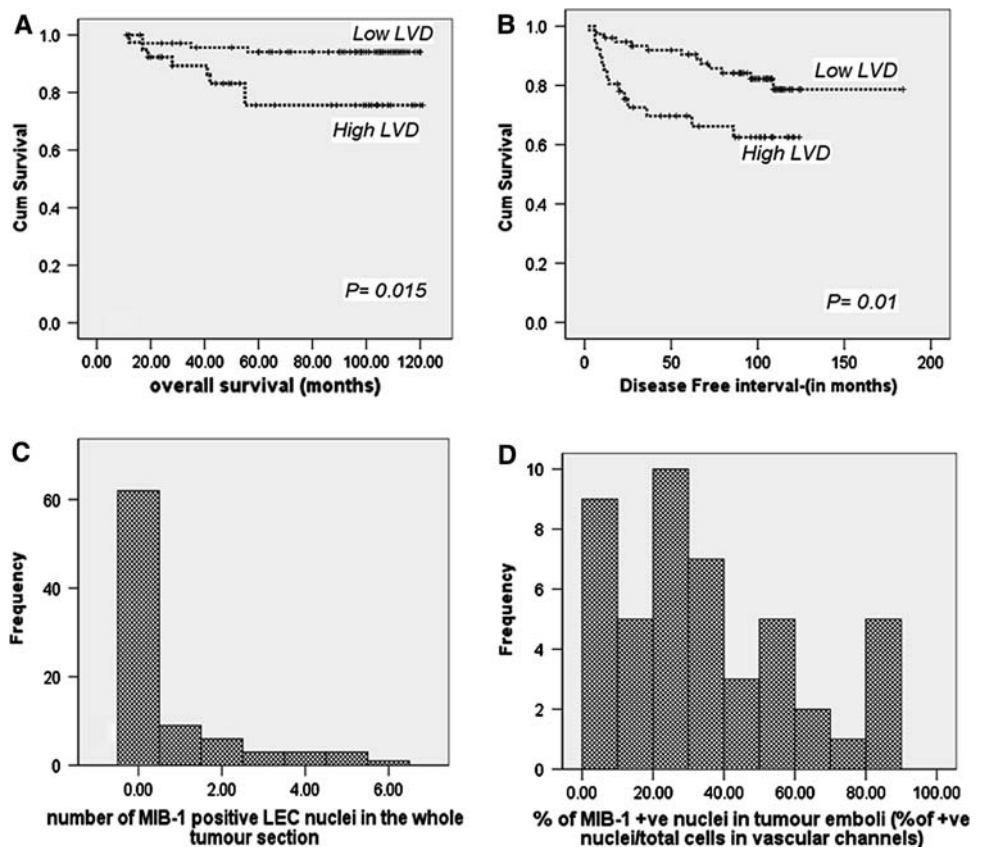 A
Cum Survival
1.0
0.8
0.6
0.4
0.2
0.0
Low LVD
High LVD
P= 0.015
0.00 20.00 40.00 60.00 80.00 100.00 120.00
overall survival (months)
B
Cum Survival
1.0
0.8
0.6
0.4
0.2
0.0
Low LVD
High LVD
P= 0.01
0 50 100 150 200
Disease Free interval-(in months)
C
Frequency
60
40
20
0
0.00 2.00 4.00 6.00
number of MIB-1 positive LEC nuclei in the whole
tumour section
D
Frequency
10
8
6
4
2
0
0.00 20.00 40.00 60.00 80.00 100.00
% of MIB-1 +ve nuclei in tumour emboli (%of +ve
nuclei/total cells in vascular channels)